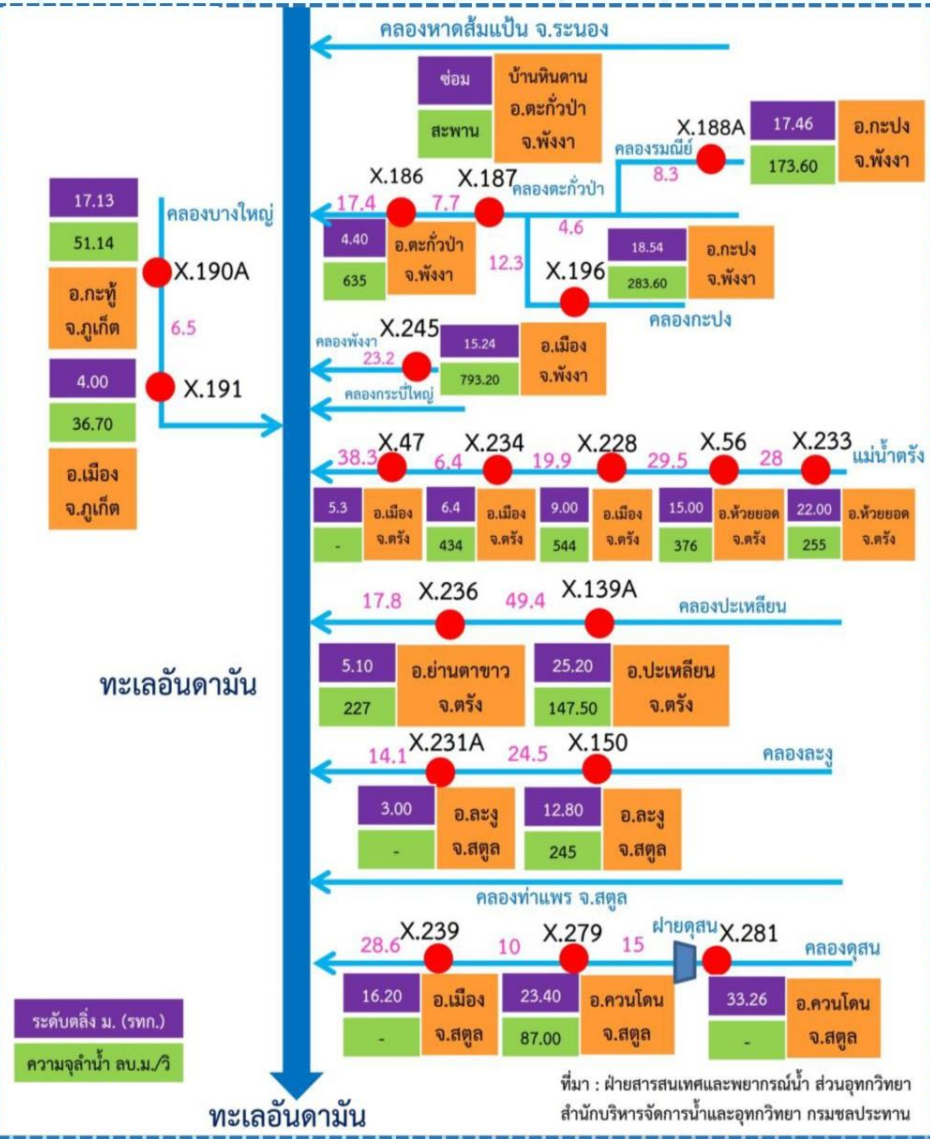 คลองหาดส้มแป้น จ.ระนอง
ซ่อม
สะพาน
บ้านหินดาน
อ.ตะกั่วป่า
จ.พังงา
X.188A
17.46
173.60
อ.กะปง
จ.พังงา
คลองรมณีย์
8.3
X.186
X.187
คลองตะกั่วป่า
17.4
7.7
4.6
4.40
635
อ.ตะกั่วป่า
จ.พังงา
12.3
X.196
18.54
283.60
อ.กะปง
จ.พังงา
คลองกะปง
17.13
51.14
อ.กะทู้
จ.ภูเก็ต
คลองบางใหญ่
X.190A
6.5
4.00
36.70
อ.เมือง
จ.ภูเก็ต
X.191
คลองพังงา
X.245
23.2
15.24
793.20
อ.เมือง
จ.พังงา
คลองกระบี่ใหญ่
X.47
X.234
X.228
X.56
X.233
แม่น้ำตรัง
38.3
6.4
19.9
29.5
28
5.3
-
อ.เมือง
จ.ตรัง
6.4
434
อ.เมือง
จ.ตรัง
9.00
544
อ.เมือง
จ.ตรัง
15.00
376
อ.ห้วยยอด
จ.ตรัง
22.00
255
อ.ห้วยยอด
จ.ตรัง
17.8
X.236
49.4
X.139A
คลองปะเหลียน
5.10
227
อ.ย่านตาขาว
จ.ตรัง
25.20
147.50
อ.ปะเหลียน
จ.ตรัง
ทะเลอันดามัน
14.1
X.231A
24.5
X.150
คลองละงู
3.00
-
อ.ละงู
จ.สตูล
12.80
245
อ.ละงู
จ.สตูล
คลองท่าแพร จ.สตูล
28.6
X.239
10
X.279
15
ฝายดุสน
X.281
คลองดุสน
16.20
-
อ.เมือง
จ.สตูล
23.40
87.00
อ.ควนโดน
จ.สตูล
33.26
-
อ.ควนโดน
จ.สตูล
ระดับตลิ่ง ม. (รทก.)
ความจุลำน้ำ ลบ.ม./วิ
ทะเลอันดามัน
ที่มา : ฝ่ายสารสนเทศและพยากรณ์น้ำ ส่วนอุทกวิทยา
สำนักบริหารจัดการน้ำและอุทกวิทยา กรมชลประทาน